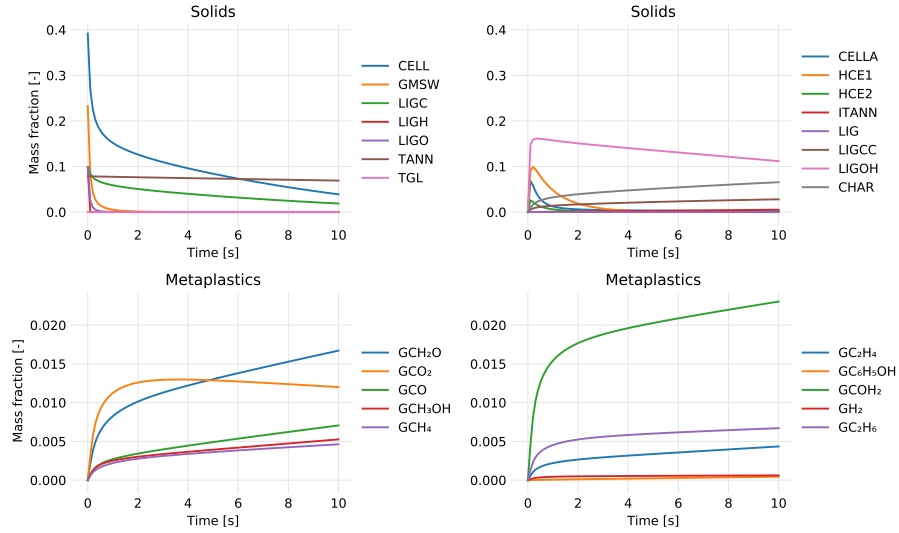 Solids
Mass fraction [-]
0.4
0.3
0.2
0.1
0.0
0 2 4 6 8 10
Time [s]
CELL
GMSW
LIGC
LIGH
LIGO
TANN
TGL
Solids
0.4
0.3
0.2
0.1
0.0
0 2 4 6 8 10
Time [s]
CELLA
HCE1
HCE2
ITANN
LIG
LIGCC
LIGOH
CHAR
Metaplastics
Mass fraction [-]
0.020
0.015
0.010
0.005
0.000
0 2 4 6 8 10
Time [s]
GCH₂O
GCO₂
GCO
GCH₃OH
GCH₄
Metaplastics
0.020
0.015
0.010
0.005
0.000
0 2 4 6 8 10
Time [s]
GC₂H₄
GC₆H₅OH
GCOH₂
GH₂
GC₂H₆